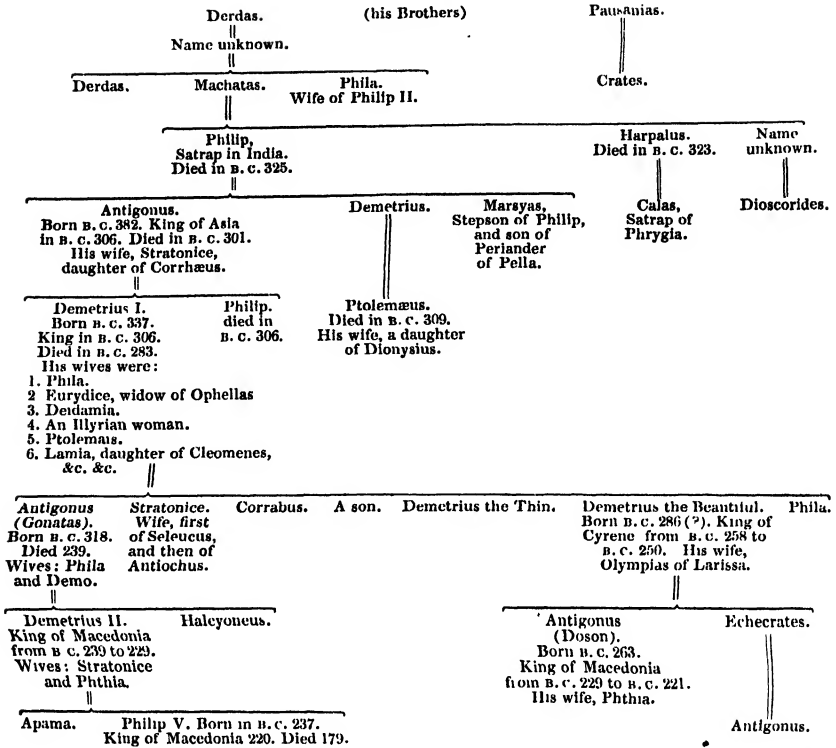 Derdas. (his Brothers) Pausanias.
Name unknown.
Derdas. Machatas. Phila. Crates.
Wife of Philip II.
Philip, Harpalus. Name
Satrap in India. Died in B.C. 323. unknown.
Died in B.C. 325.
Antigonus. Demetrius. Marsyas, Calas, Dioscorides.
Born B.C. 382. King of Asia Stepson of Philip, Satrap of
in B.C. 306. Died in B.C. 301. and son of Phrygia.
His wife, Stratonice, Periander
daughter of Corrhæus. of Pella.
Demetrius I. Philip. Ptolemæus.
Born B.C. 337. died in Died in B.C. 309.
King in B.C. 306. B.C. 306. His wife, a daughter
Died in B.C. 283. of Dionysius.
His wives were:
1. Phila.
2 Eurydice, widow of Ophellas
3. Deidamia.
4. An Illyrian woman.
5. Ptolemais.
6. Lamia, daughter of Cleomenes,
&c. &c.
Antigonus Stratonice. Corrabus. A son. Demetrius the Thin. Demetrius the Beautiful. Phila.
(Gonatas). Wife, first Born B.C. 286 (?). King of
Born B.C. 318. of Seleucus, Cyrene from B.C. 258 to
Died 239. and then of B.C. 250. His wife,
Wives: Phila Antiochus. Olympias of Larissa.
and Demo.
Demetrius II. Halcyoneus. Antigonus Echecrates.
King of Macedonia (Doson).
from B C. 239 to 229. Born B.C. 263.
Wives: Stratonice King of Macedonia
and Phthia. from B.C. 229 to B.C. 221.
His wife, Phthia.
Apama. Philip V. Born in B.C. 237. Antigonus.
King of Macedonia 220. Died 179.